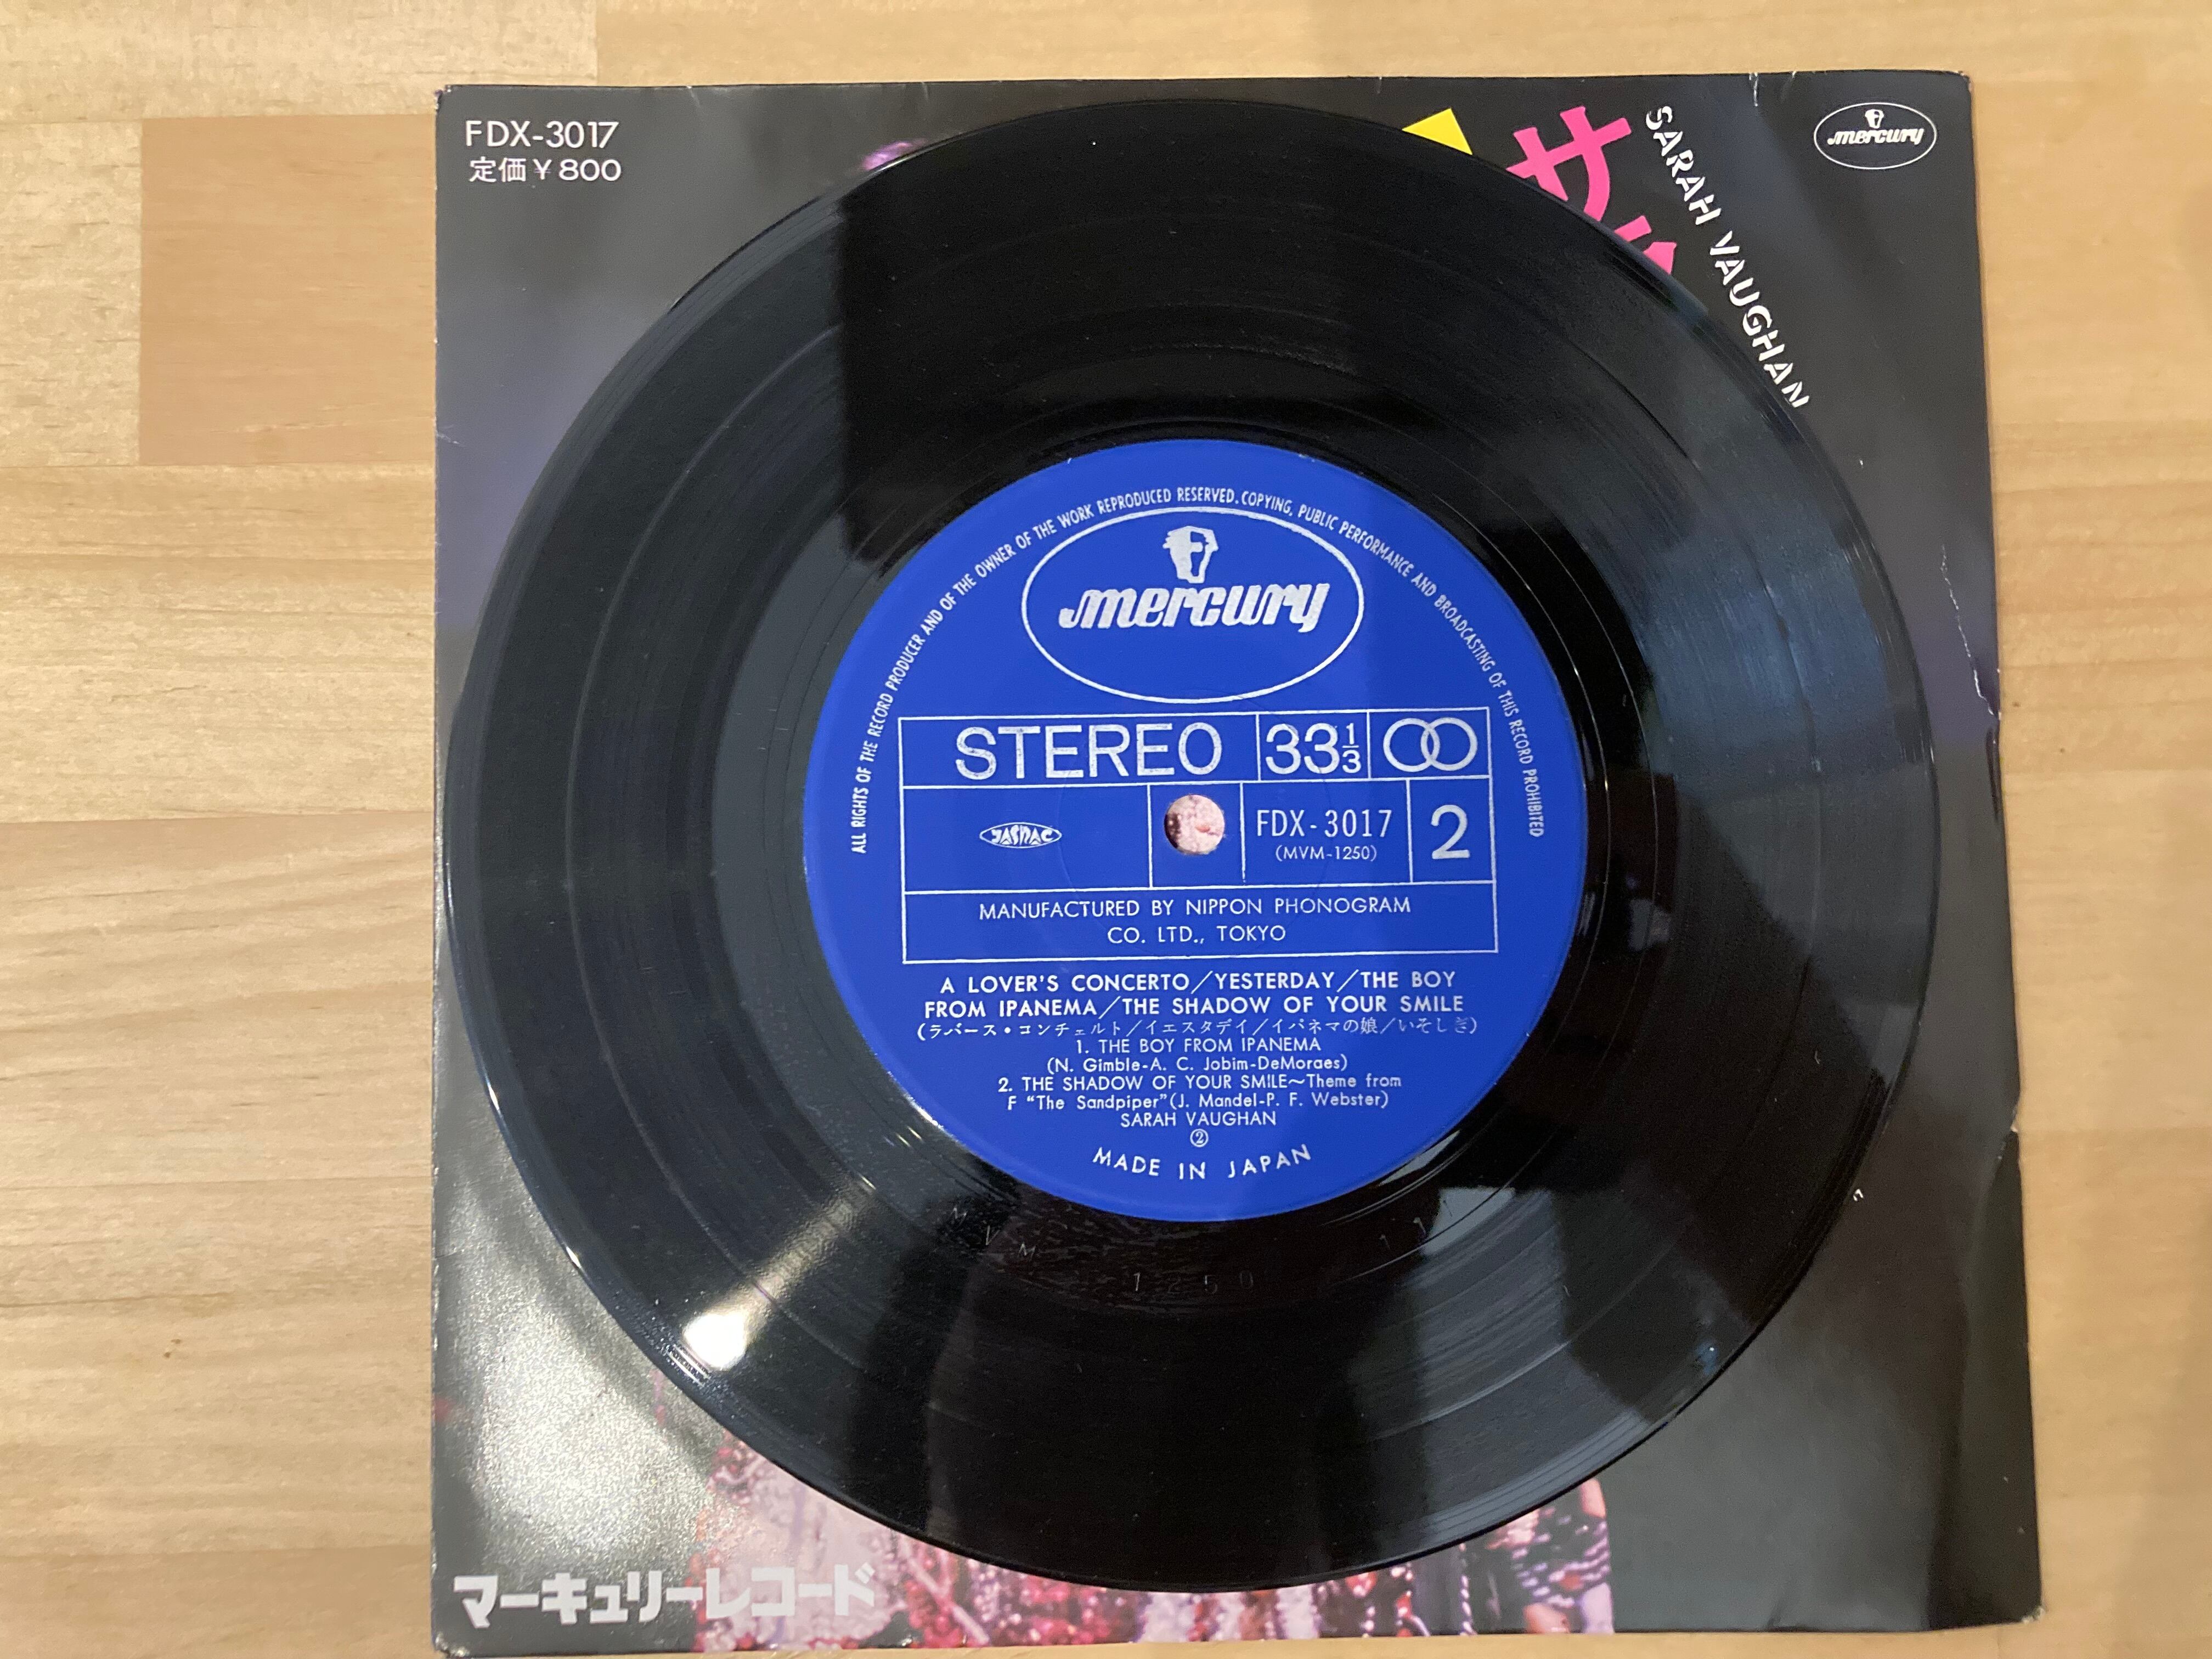 FDX-3017
定価￥800
サ
SARAH VAUGHAN
mercury
ALL RIGHTS OF THE RECORD PRODUCER AND OF THE OWNER OF THE WORK REPRODUCED RESERVED. COPYING, PUBLIC PERFORMANCE AND BROADCASTING OF THIS RECORD PROHIBITED
mercury
STEREO 33 1/3
JASRAC FDX-3017 2
(MVM-1250)
MANUFACTURED BY NIPPON PHONOGRAM
CO. LTD., TOKYO
A LOVER'S CONCERTO/YESTERDAY/THE BOY
FROM IPANEMA/THE SHADOW OF YOUR SMILE
(ラバース・コンチェルト/イエスタデイ/イパネマの娘/いそしぎ)
1. THE BOY FROM IPANEMA
(N. Gimble-A. C. Jobim-DeMoraes)
2. THE SHADOW OF YOUR SMILE~Theme from
F "The Sandpiper"(J. Mandel-P. F. Webster)
SARAH VAUGHAN
②
MADE IN JAPAN
MVM 1250
マーキュリーレコード